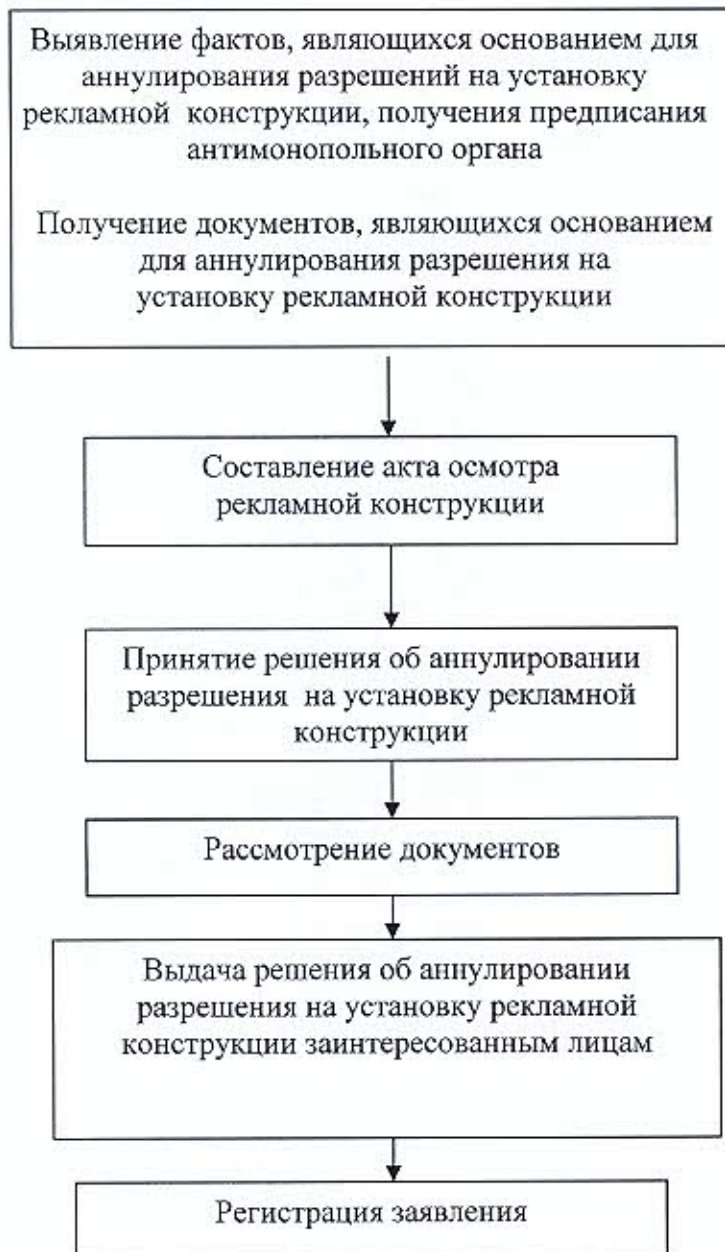 Выявление фактов, являющихся основанием для
аннулирования разрешений на установку
рекламной конструкции, получения предписания
антимонопольного органа
Получение документов, являющихся основанием
для аннулирования разрешения на
установку рекламной конструкции
Составление акта осмотра
рекламной конструкции
Принятие решения об аннулировании
разрешения на установку рекламной
конструкции
Рассмотрение документов
Выдача решения об аннулировании
разрешения на установку рекламной
конструкции заинтересованным лицам
Регистрация заявления